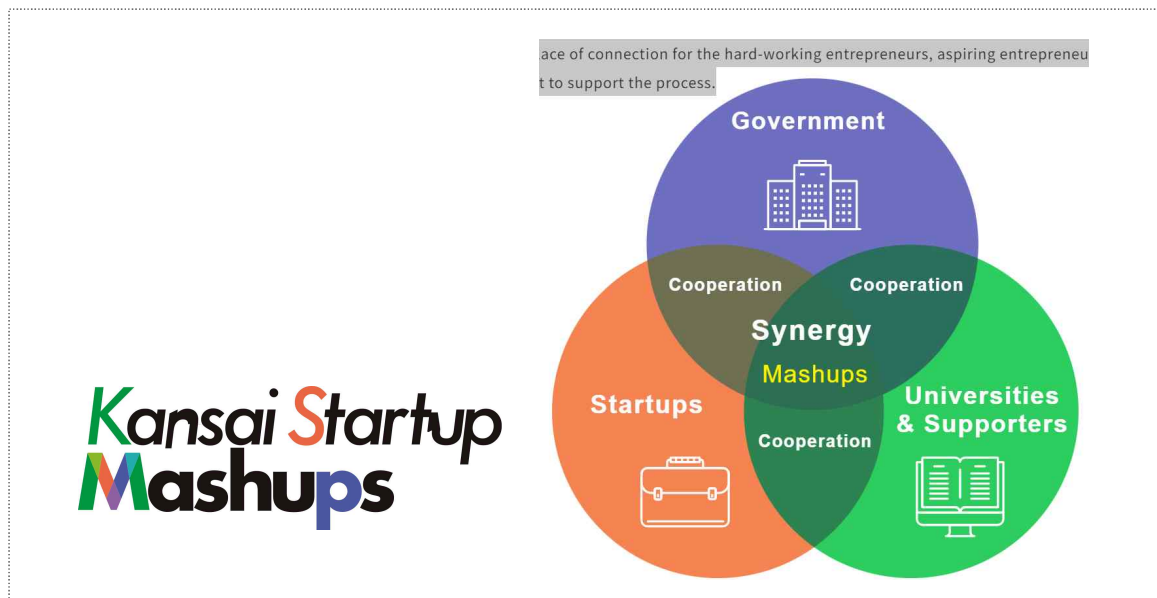 ace of connection for the hard-working entrepreneurs, aspiring entrepreneu
t to support the process.
Government
Cooperation
Cooperation
Synergy
Mashups
Startups
Universities
& Supporters
Cooperation
Kansai Startup
Mashups